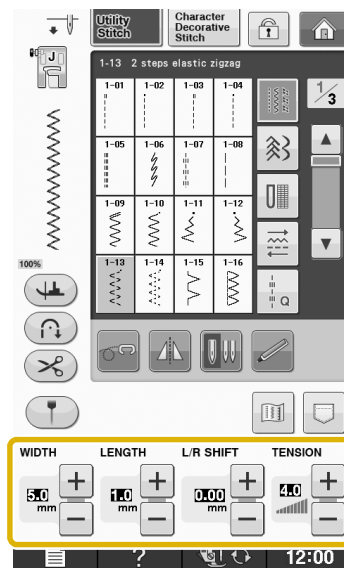 Utility
Stitch
Character
Decorative
Stitch
J
1-13 2 steps elastic zigzag
1/3
1-01 1-02 1-03 1-04
1-05 1-06 1-07 1-08
1-09 1-10 1-11 1-12
1-13 1-14 1-15 1-16
100%
Q
WIDTH LENGTH L/R SHIFT TENSION
5.0 mm + − 1.0 mm + − 0.00 mm + − 4.0 + −
? 12:00